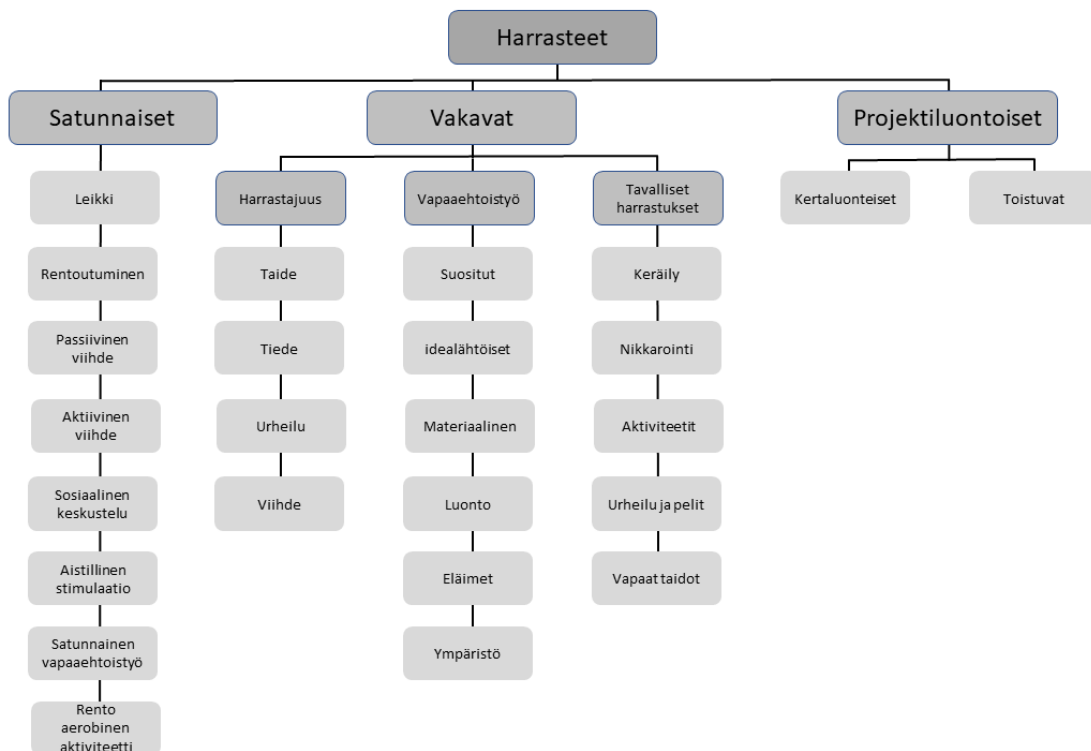 Harrasteet
Satunnaiset
Vakavat
Projektiluontoiset
Leikki
Rentoutuminen
Passiivinen
viihde
Aktiivinen
viihde
Sosiaalinen
keskustelu
Aistillinen
stimulaatio
Satunnainen
vapaaehtoistyö
Rento
aerobinen
aktiviteetti
Harrastajuus
Taide
Tiede
Urheilu
Viihde
Vapaaehtoistyö
Suositut
idealähtöiset
Materiaalinen
Luonto
Eläimet
Ympäristö
Tavalliset
harrastukset
Keräily
Nikkarointi
Aktiviteetit
Urheilu ja pelit
Vapaat taidot
Kertaluonteiset
Toistuvat